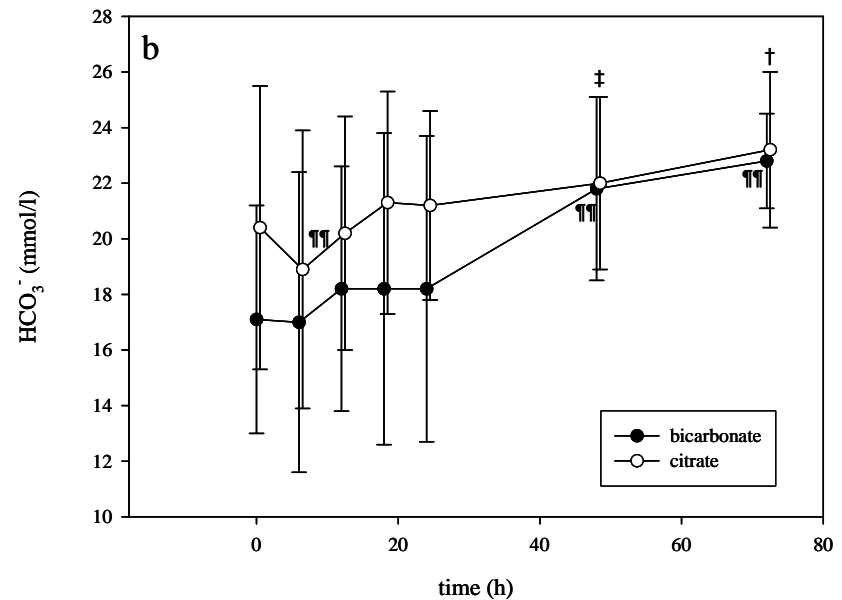 b
28
26
24
22
20
18
16
14
12
10
HCO₃⁻ (mmol/l)
‡
†
¶¶
¶¶
¶¶
bicarbonate
citrate
0 20 40 60 80
time (h)